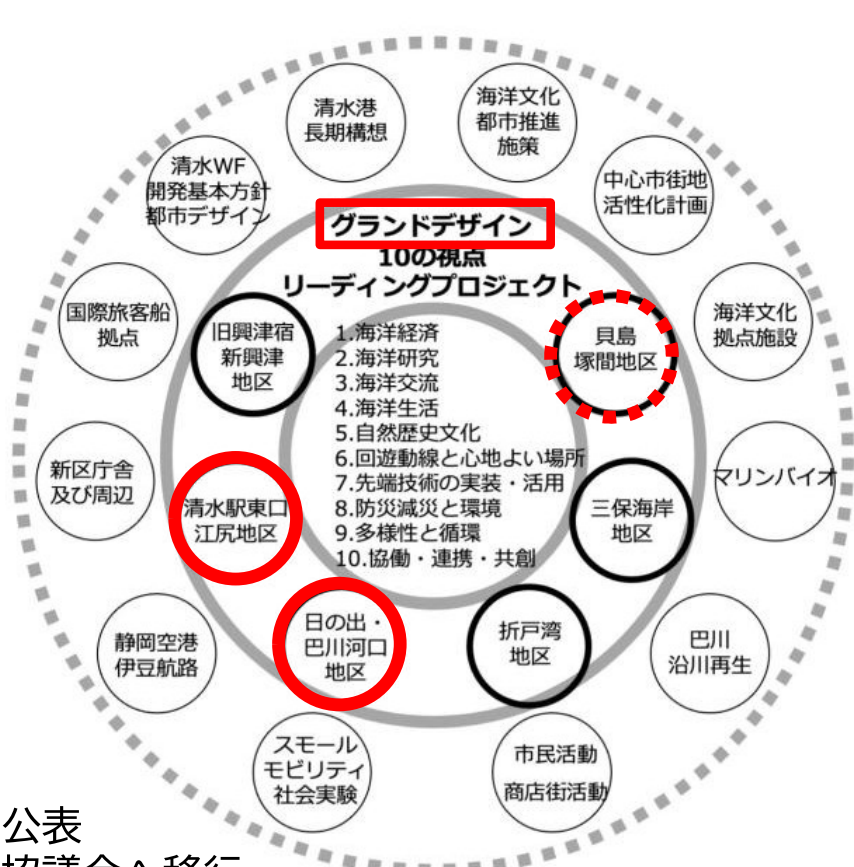 清水港
長期構想
海洋文化
都市推進
施策
清水WF
開発基本方針
都市デザイン
中心市街地
活性化計画
グランドデザイン
10の視点
リーディングプロジェクト
国際旅客船
拠点
旧興津宿
新興津
地区
1.海洋経済
2.海洋研究
3.海洋交流
4.海洋生活
5.自然歴史文化
6.回遊動線と心地よい場所
7.先端技術の実装・活用
8.防災減災と環境
9.多様性と循環
10.協働・連携・共創
貝島
塚間地区
海洋文化
拠点施設
新区庁舎
及び周辺
清水駅東口
江尻地区
三保海岸
地区
マリンバイオ
静岡空港
伊豆航路
日の出・
巴川河口
地区
折戸湾
地区
巴川
沿川再生
スモール
モビリティ
社会実験
市民活動
商店街活動
公表
協議会へ移行